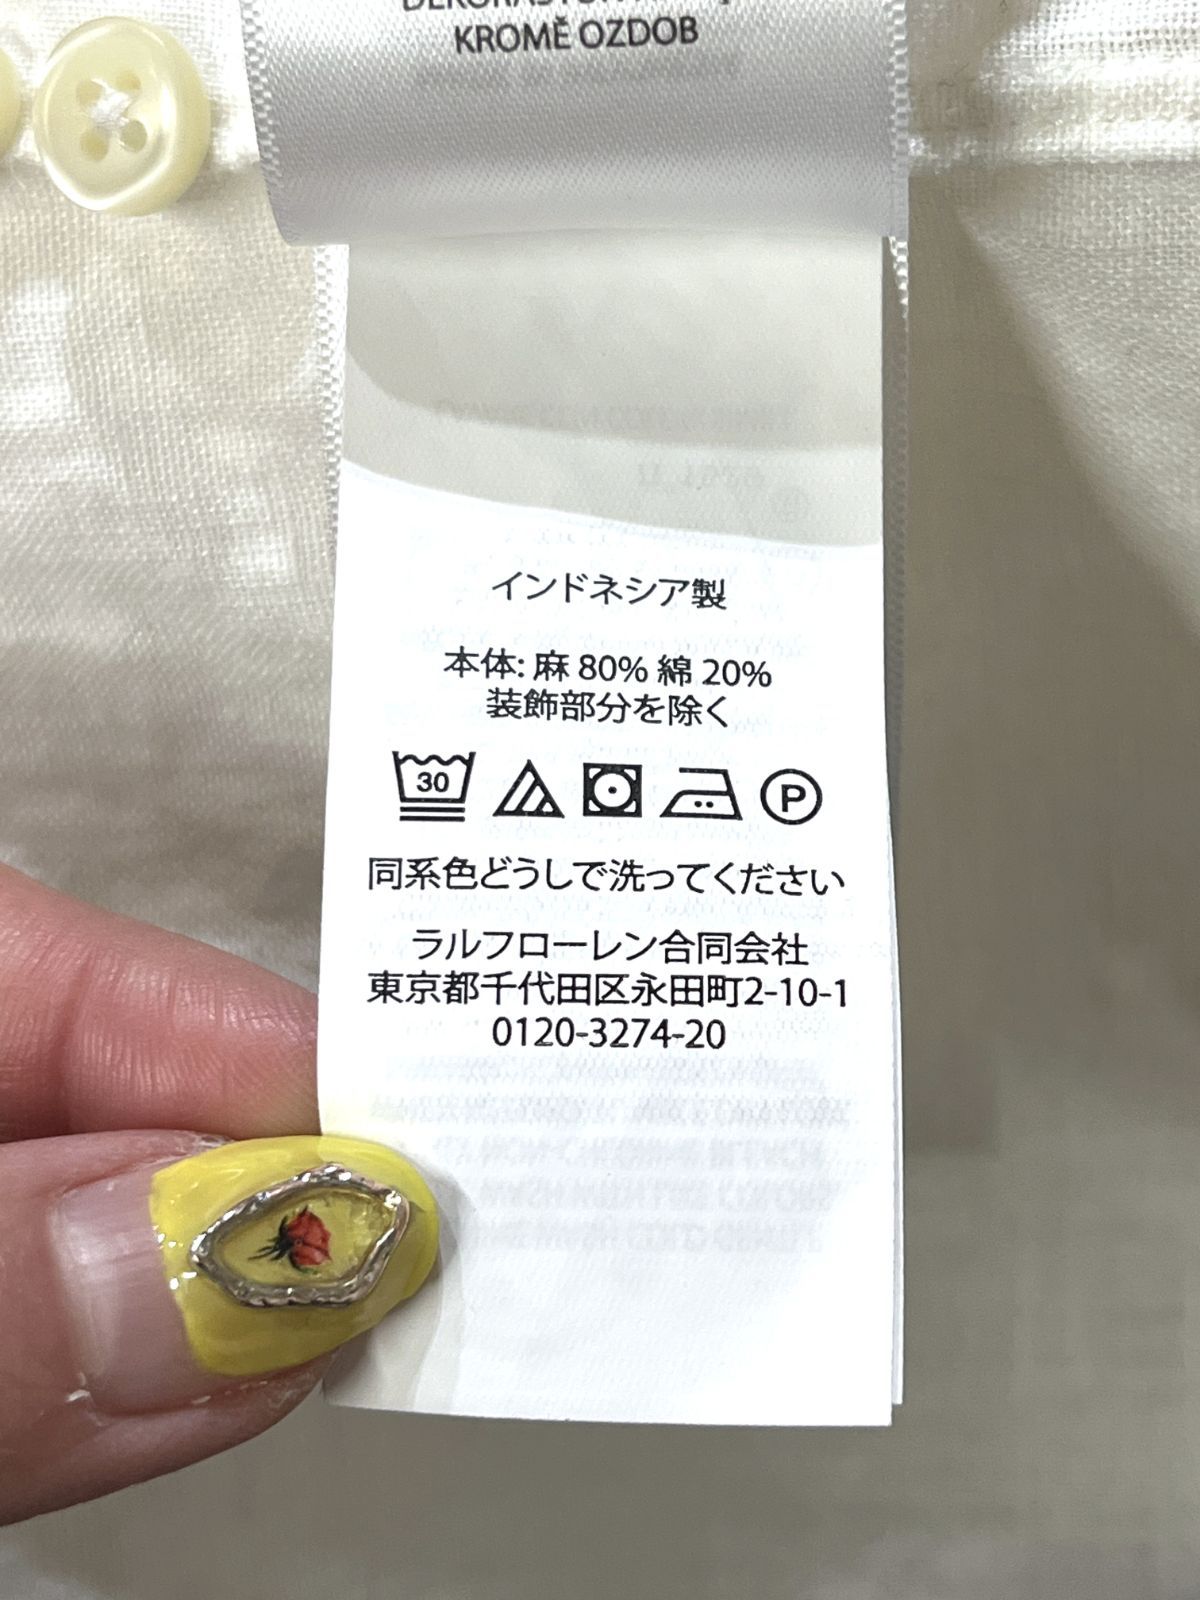 KROMĚ OZDOB
インドネシア製
本体: 麻 80% 綿 20%
装飾部分を除く
30
P
同系色どうしで洗ってください
ラルフローレン合同会社
東京都千代田区永田町2-10-1
0120-3274-20